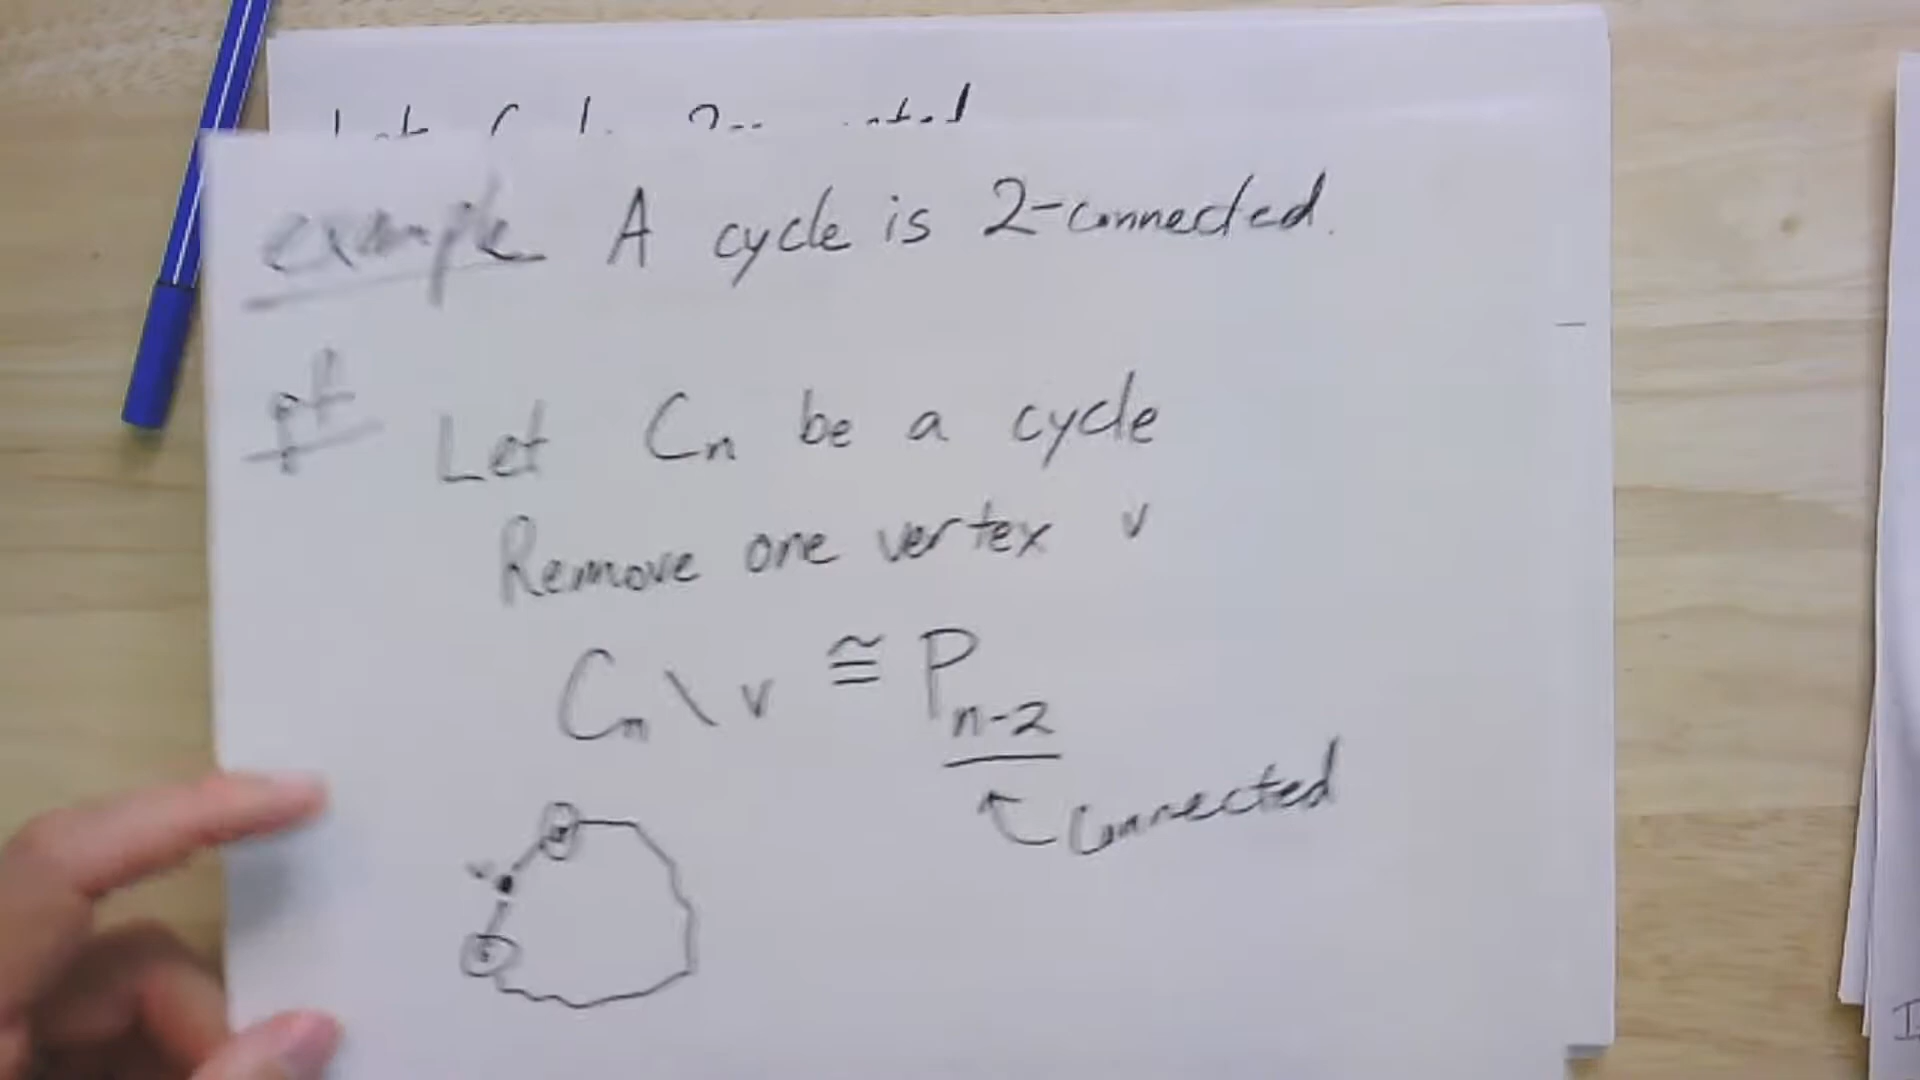 example A cycle is 2-connected.
pf Let Cₙ be a cycle
Remove one vertex v
Cₙ \ v ≅ Pₙ₋₂
↖ Connected
v